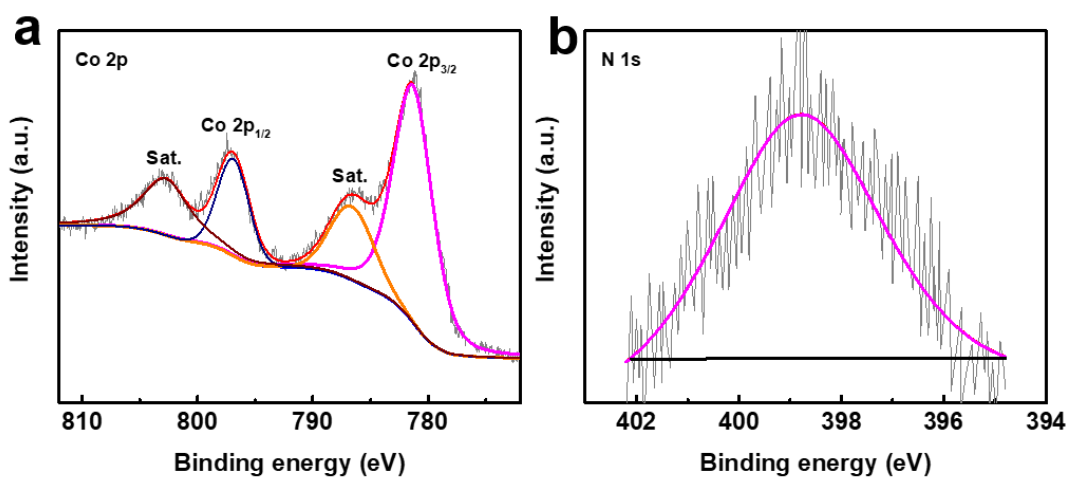 a
Co 2p
Co 2p3/2
Co 2p1/2
Sat.
Sat.
Intensity (a.u.)
810 800 790 780
Binding energy (eV)
b
N 1s
Intensity (a.u.)
402 400 398 396 394
Binding energy (eV)